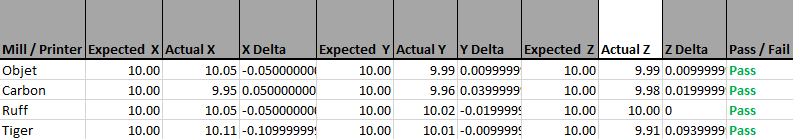 Mill / Printer Expected X Actual X X Delta Expected Y Actual Y Y Delta Expected Z Actual Z Z Delta Pass / Fail
Objet 10.00 10.05 -0.05000000 10.00 9.99 0.0099999 10.00 9.99 0.0099999 Pass
Carbon 10.00 9.95 0.05000000 10.00 9.96 0.0399999 10.00 9.98 0.0199999 Pass
Ruff 10.00 10.05 -0.05000000 10.00 10.02 -0.019999 10.00 10.00 0 Pass
Tiger 10.00 10.11 -0.10999999 10.00 10.01 -0.009999 10.00 9.91 0.0939999 Pass